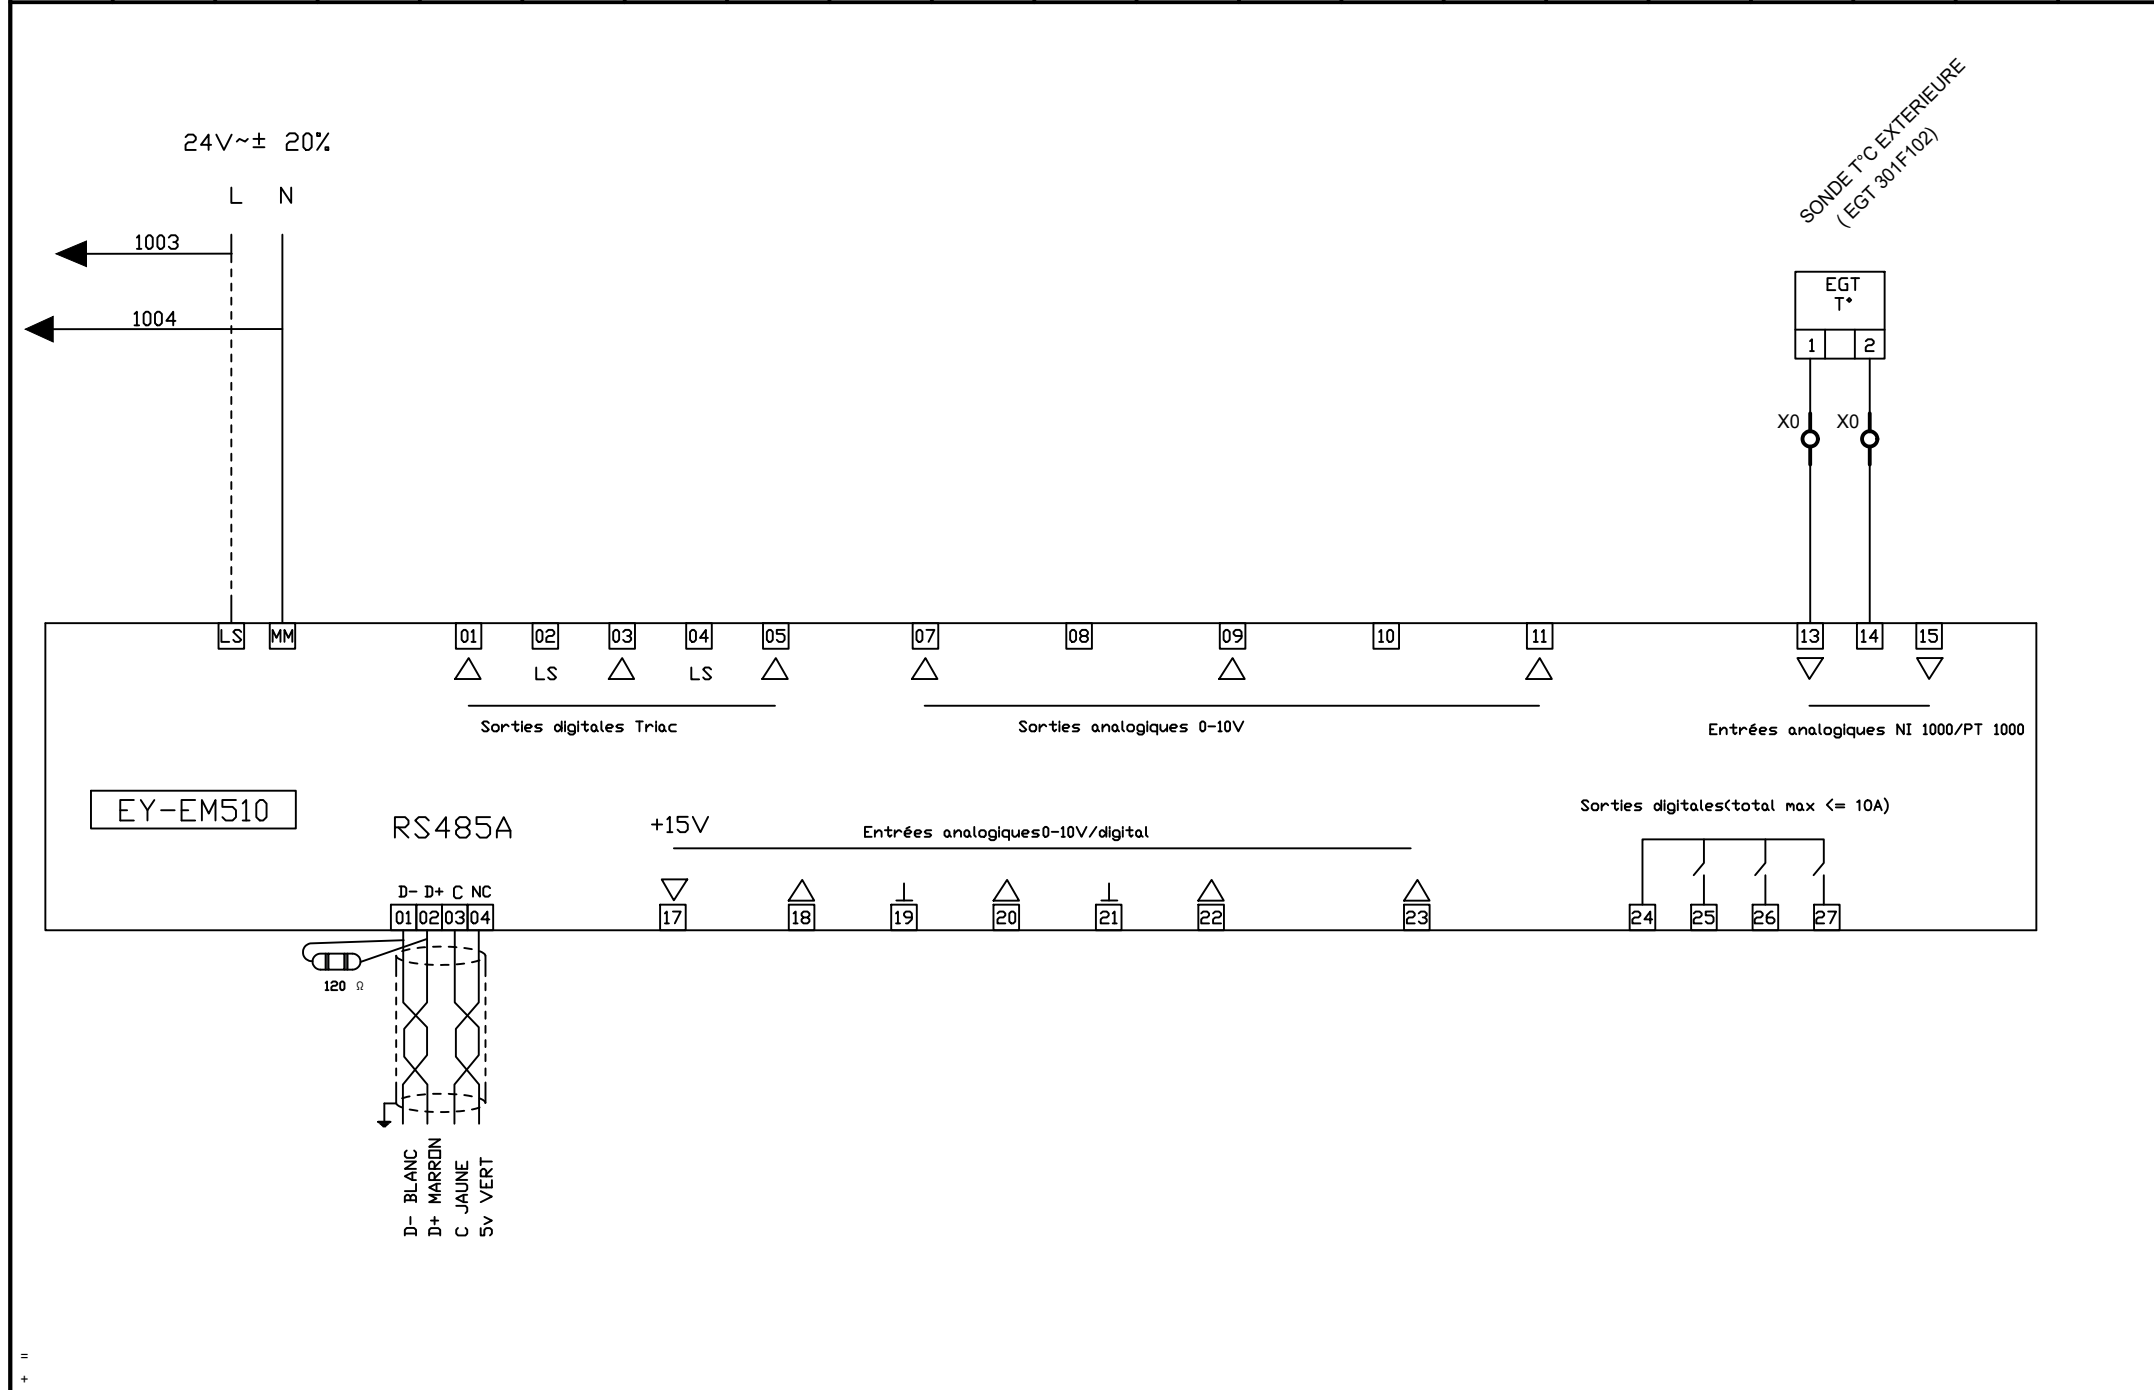 SONDE T°C EXTERIEURE
( EGT 301F102)
24V~± 20%
L N
1003
1004
EGT
T°
1 2
X0 X0
LS MM 01 02 03 04 05 07 08 09 10 11 13 14 15
LS LS
Sorties digitales Triac
Sorties analogiques 0-10V
Entrées analogiques NI 1000/PT 1000
EY-EM510
RS485A
+15V
Entrées analogiques0-10V/digital
Sorties digitales(total max <= 10A)
D- D+ C NC
01 02 03 04 17 18 19 20 21 22 23 24 25 26 27
120 Ω
D- BLANC
D+ MARRON
C JAUNE
5v VERT
=
+